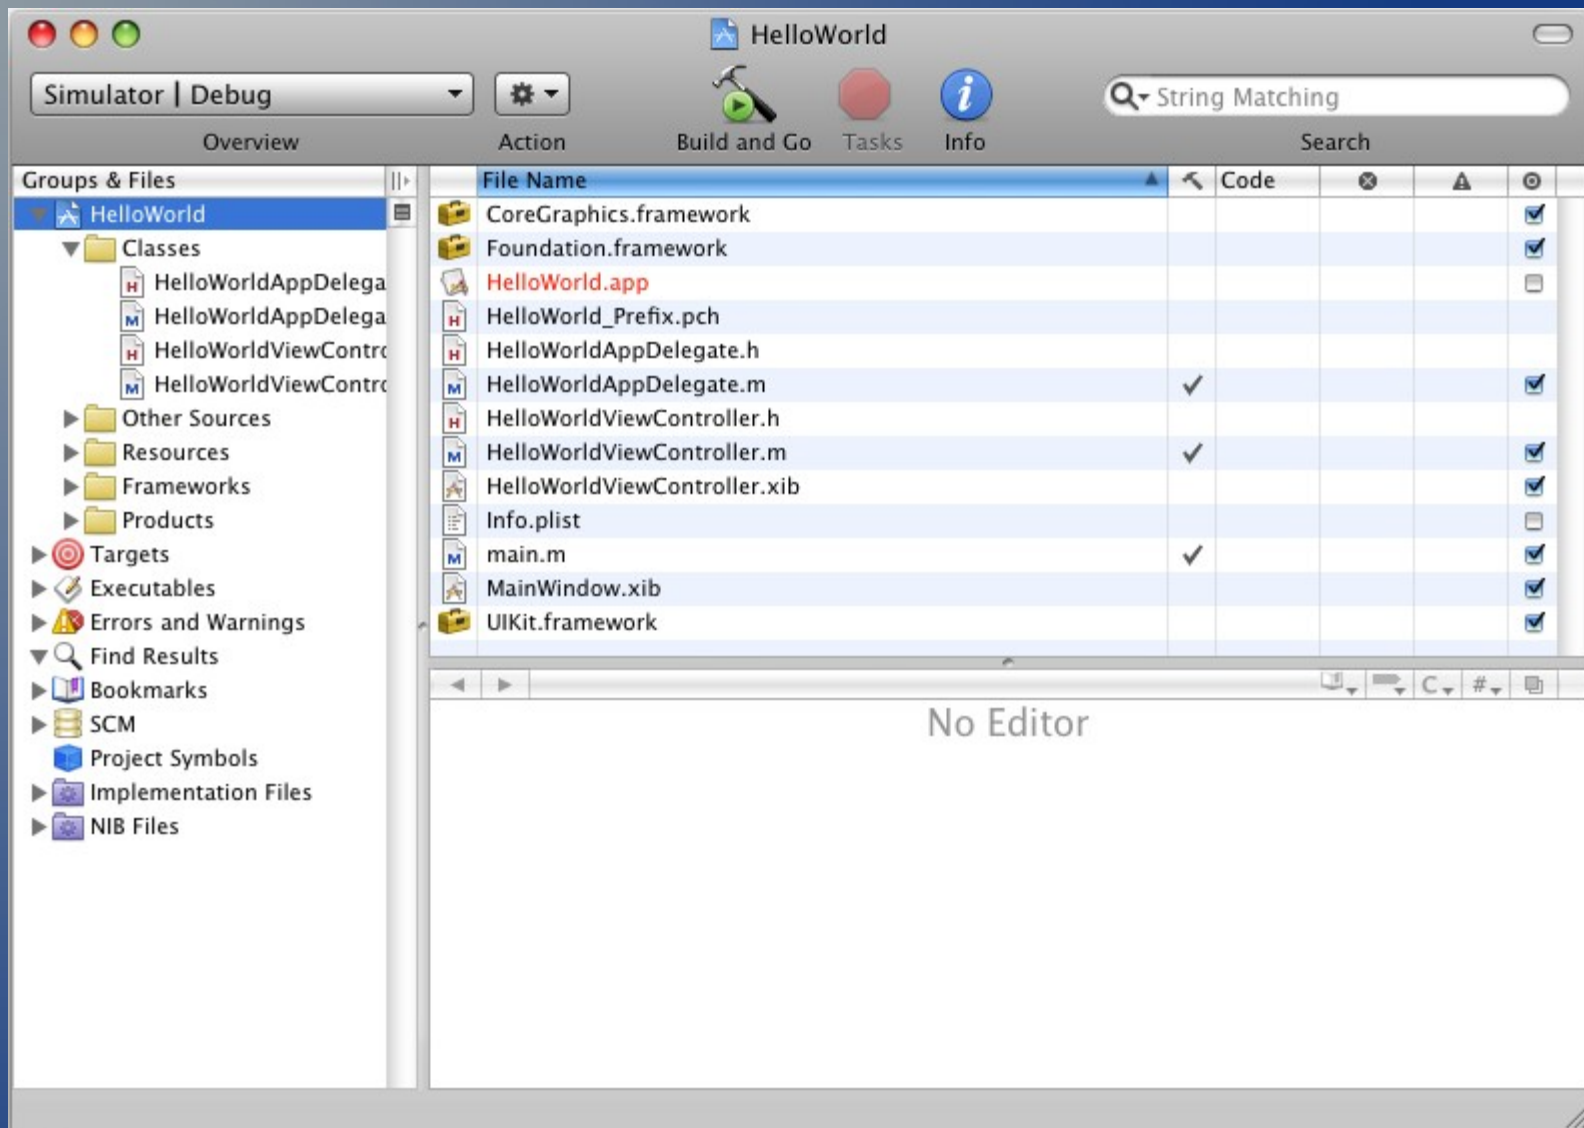 HelloWorld
Simulator | Debug
String Matching
Overview
Action
Build and Go
Tasks
Info
Search
Groups & Files
HelloWorld
Classes
HelloWorldAppDelega
HelloWorldAppDelega
HelloWorldViewContro
HelloWorldViewContro
Other Sources
Resources
Frameworks
Products
Targets
Executables
Errors and Warnings
Find Results
Bookmarks
SCM
Project Symbols
Implementation Files
NIB Files
File Name
Code
CoreGraphics.framework
Foundation.framework
HelloWorld.app
HelloWorld_Prefix.pch
HelloWorldAppDelegate.h
HelloWorldAppDelegate.m
HelloWorldViewController.h
HelloWorldViewController.m
HelloWorldViewController.xib
Info.plist
main.m
MainWindow.xib
UIKit.framework
C
#
No Editor